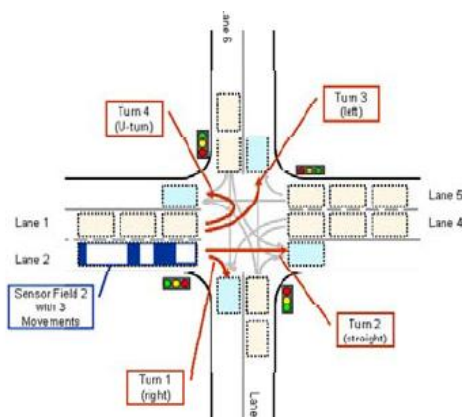 Lane 6
Turn 4
(U-turn)
Turn 3
(left)
Lane 5
Lane 1
Lane 4
Lane 2
Sensor Field 2
with 3
Movements
Turn 2
(straight)
Turn 1
(right)
Lane